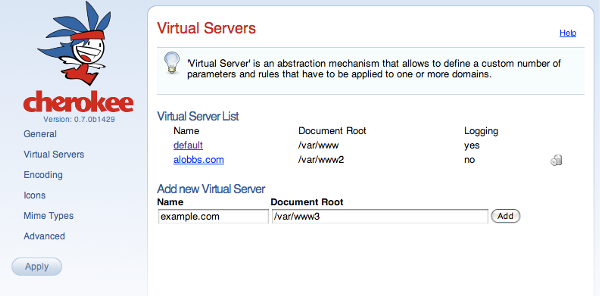 cherokee
Version: 0.7.0b1429
General
Virtual Servers
Encoding
Icons
Mime Types
Advanced
Apply
Virtual Servers
Help
'Virtual Server' is an abstraction mechanism that allows to define a custom number of
parameters and rules that have to be applied to one or more domains.
Virtual Server List
Name Document Root Logging
default /var/www yes
alobbs.com /var/www2 no
Add new Virtual Server
Name Document Root
example.com /var/www3 Add